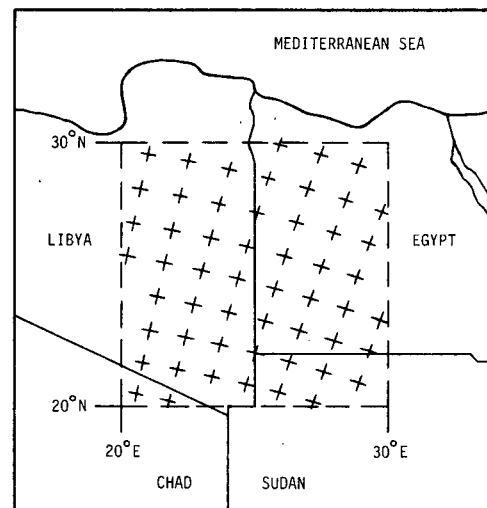 MEDITERRANEAN SEA
30°N
LIBYA
EGYPT
20°N
20°E
30°E
CHAD
SUDAN